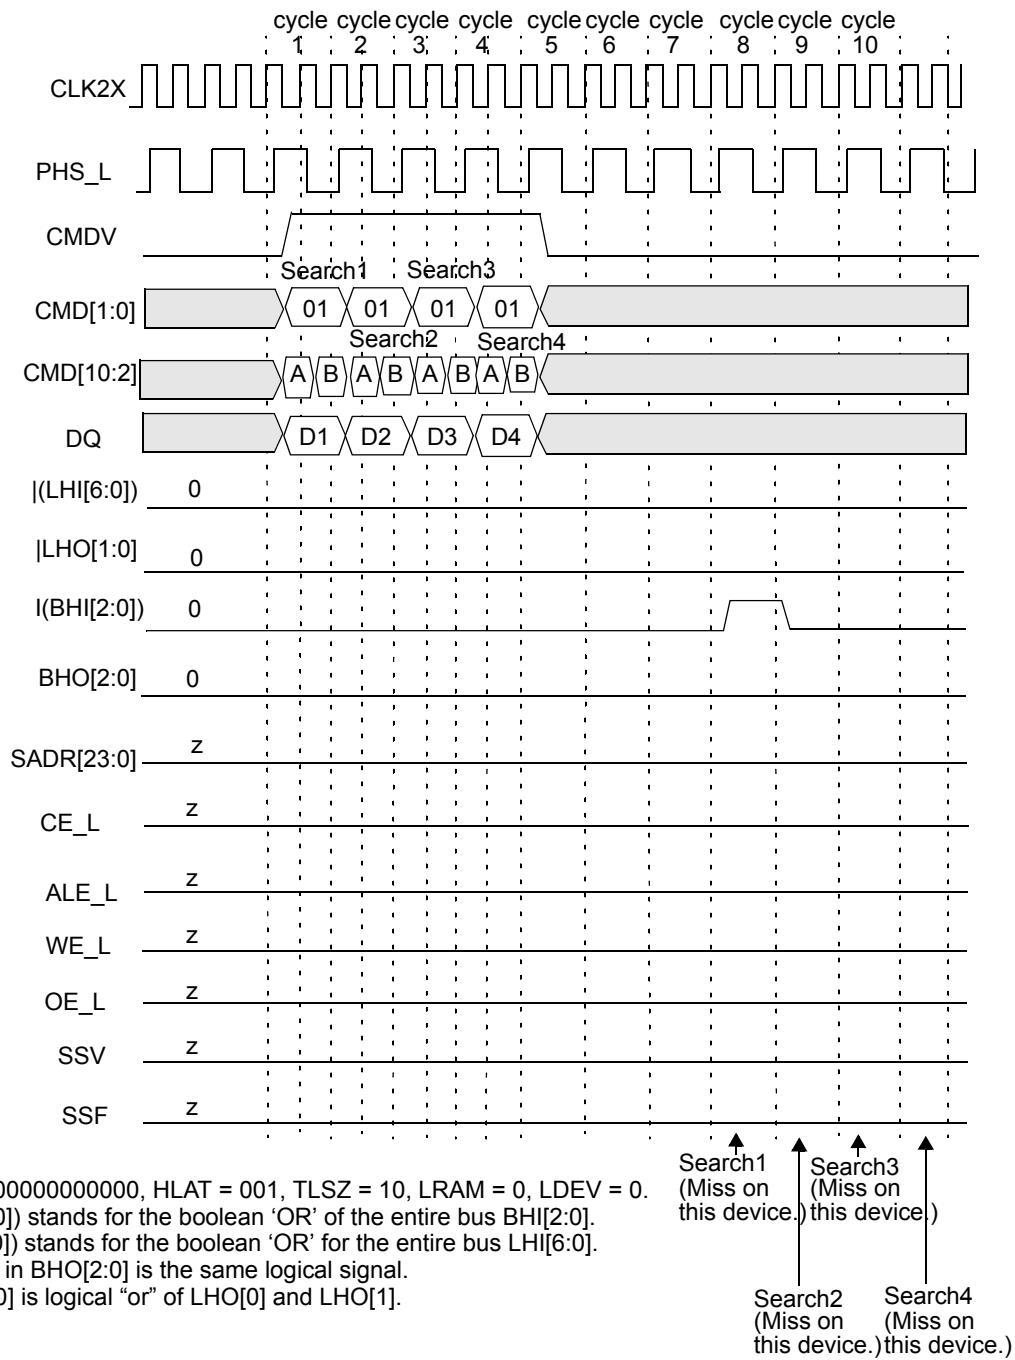 cycle cycle cycle cycle cycle cycle cycle cycle cycle cycle
1 2 3 4 5 6 7 8 9 10
CLK2X
PHS_L
CMDV
Search1 Search3
CMD[1:0] 01 01 01 01
Search2 Search4
CMD[10:2] A B A B A B A B
DQ D1 D2 D3 D4
|(LHI[6:0]) 0
|LHO[1:0] 0
I(BHI[2:0]) 0
BHO[2:0] 0
SADR[23:0] z
CE_L z
ALE_L z
WE_L z
OE_L z
SSV z
SSF z
Search1
(Miss on
this device.)
Search3
(Miss on
this device.)
00000000000, HLAT = 001, TLSZ = 10, LRAM = 0, LDEV = 0.
0]) stands for the boolean ‘OR’ of the entire bus BHI[2:0].
0]) stands for the boolean ‘OR’ for the entire bus LHI[6:0].
in BHO[2:0] is the same logical signal.
0] is logical “or” of LHO[0] and LHO[1].
Search2
(Miss on
this device.)
Search4
(Miss on
this device.)